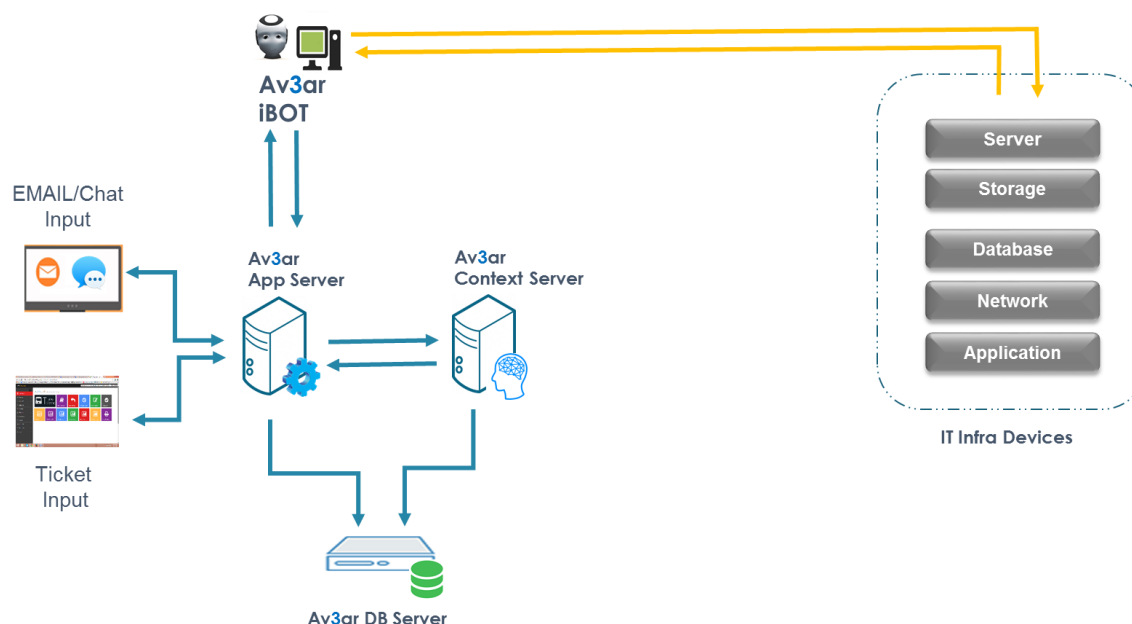 Av3ar
iBOT
EMAIL/Chat
Input
Av3ar
App Server
Av3ar
Context Server
Ticket
Input
Av3ar DB Server
Server
Storage
Database
Network
Application
IT Infra Devices